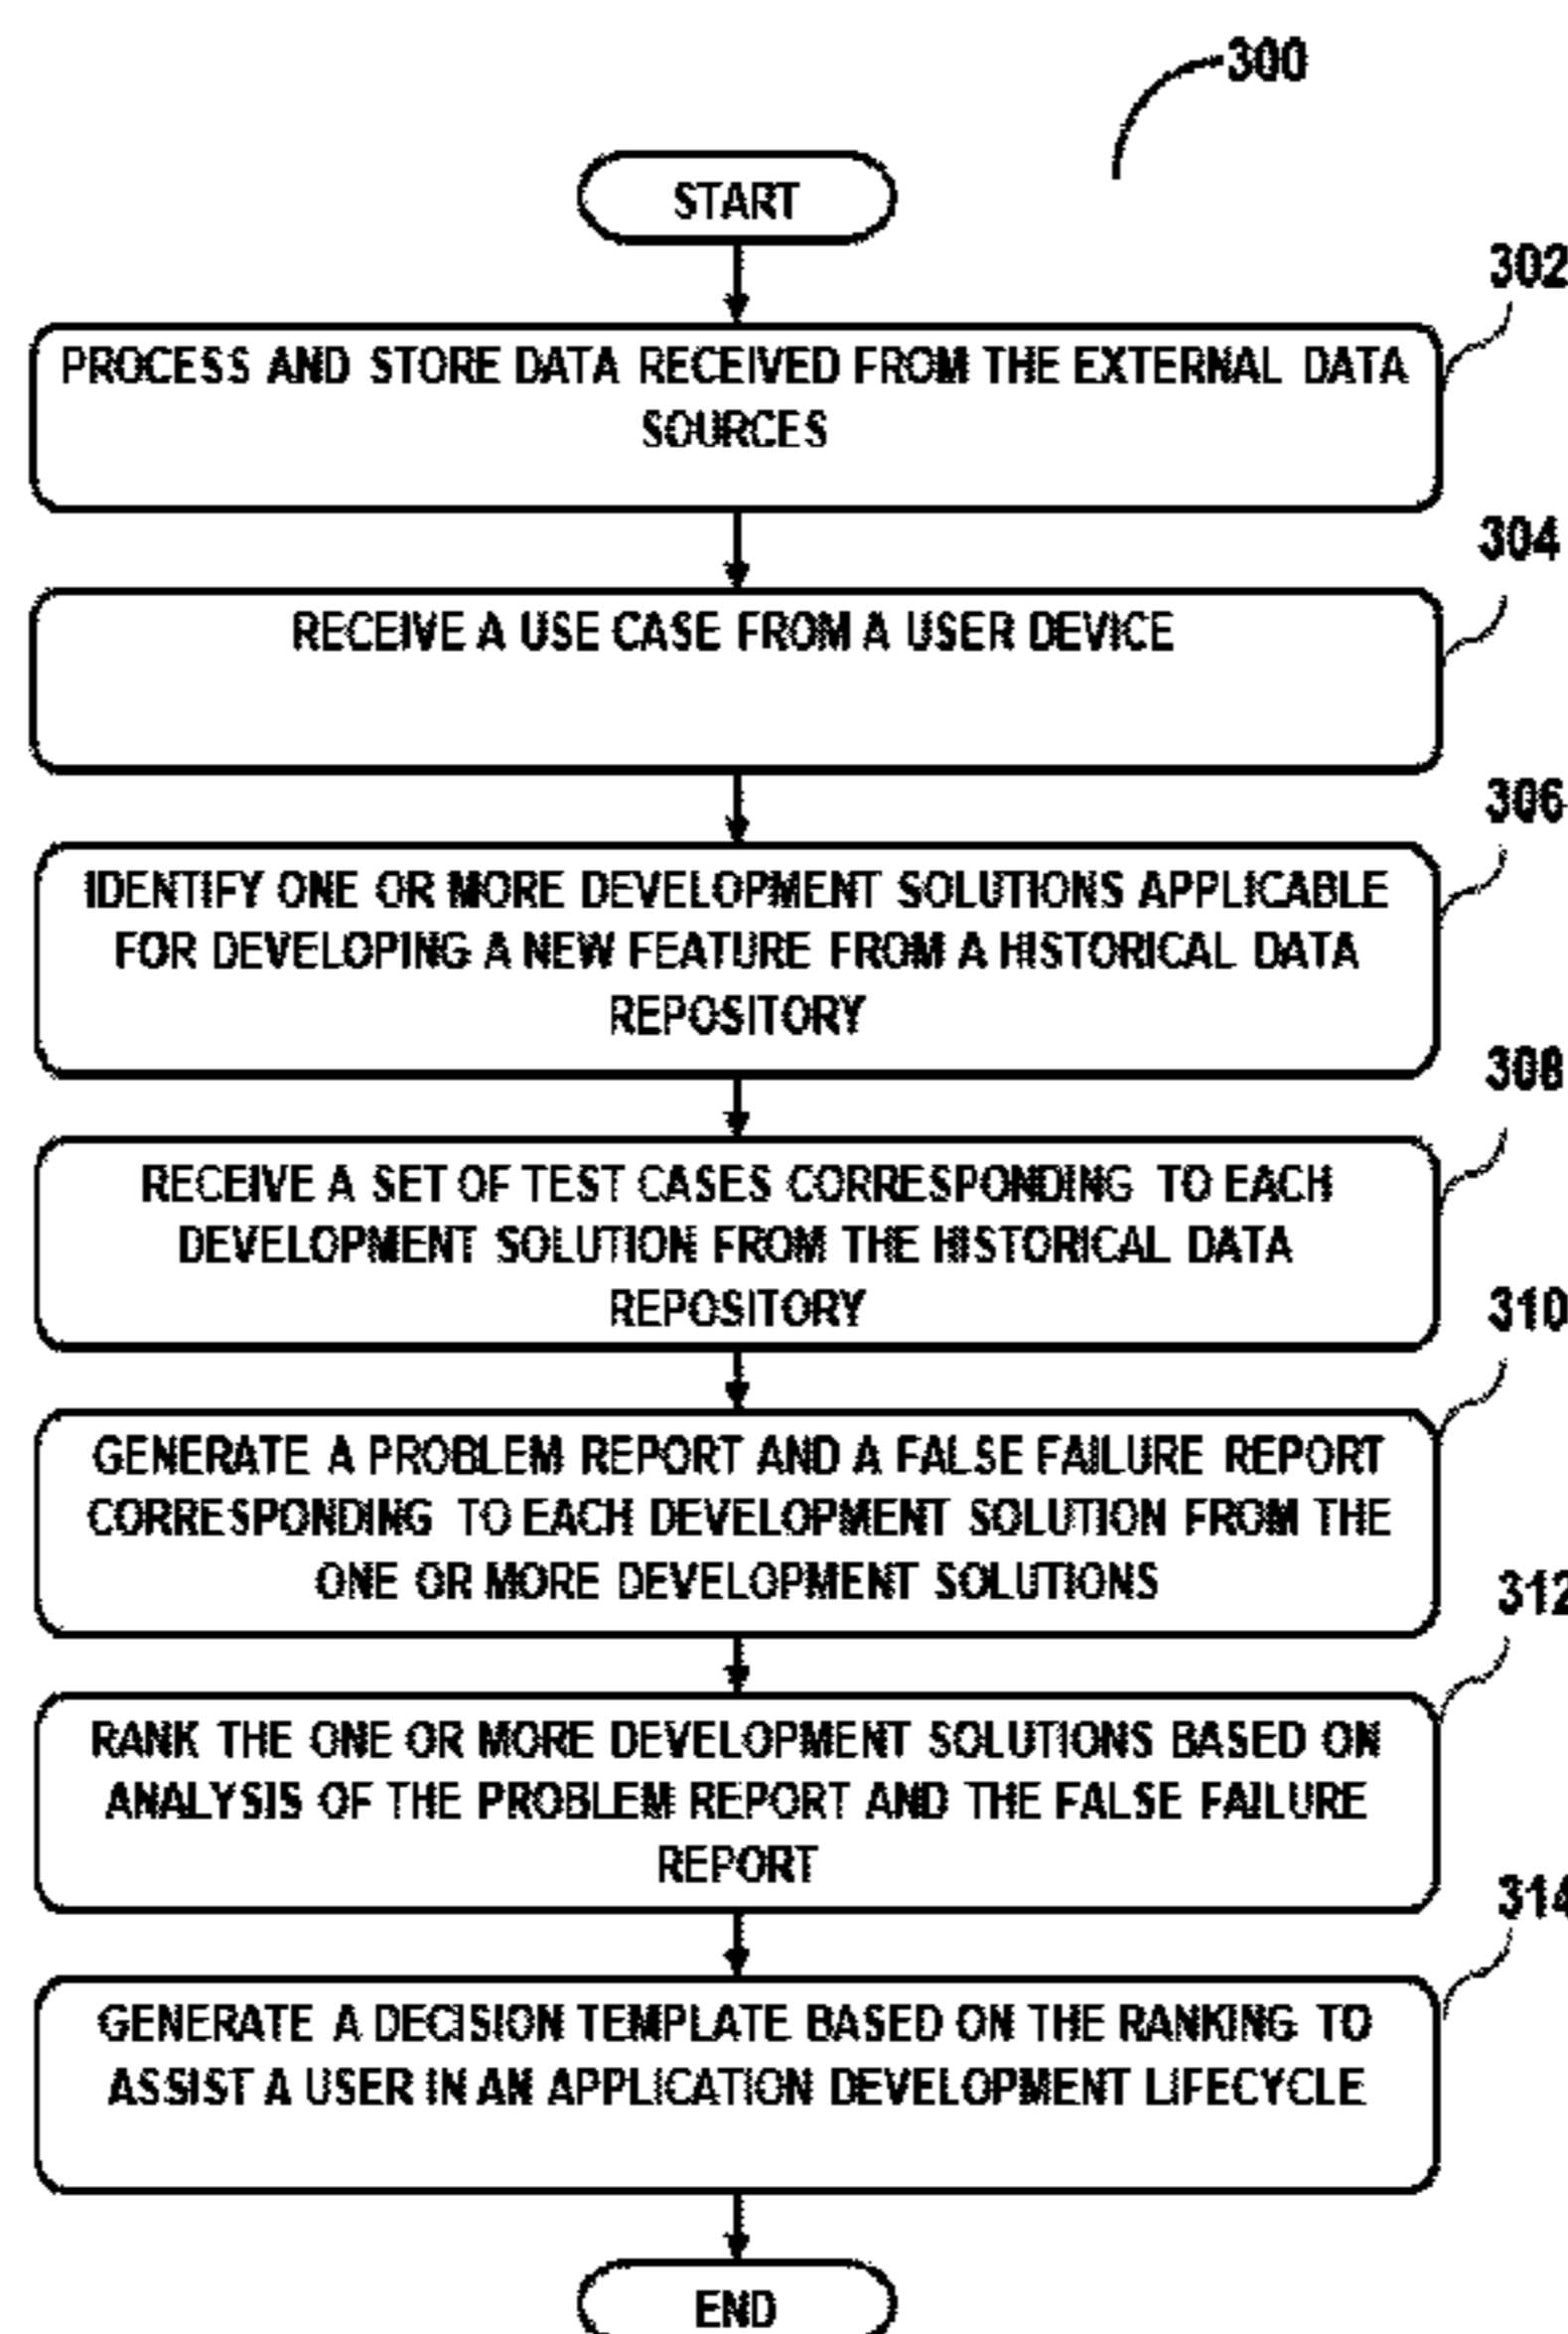 300
START
302
PROCESS AND STORE DATA RECEIVED FROM THE EXTERNAL DATA
SOURCES
304
RECEIVE A USE CASE FROM A USER DEVICE
306
IDENTIFY ONE OR MORE DEVELOPMENT SOLUTIONS APPLICABLE
FOR DEVELOPING A NEW FEATURE FROM A HISTORICAL DATA
REPOSITORY
308
RECEIVE A SET OF TEST CASES CORRESPONDING TO EACH
DEVELOPMENT SOLUTION FROM THE HISTORICAL DATA
REPOSITORY
310
GENERATE A PROBLEM REPORT AND A FALSE FAILURE REPORT
CORRESPONDING TO EACH DEVELOPMENT SOLUTION FROM THE
ONE OR MORE DEVELOPMENT SOLUTIONS
312
RANK THE ONE OR MORE DEVELOPMENT SOLUTIONS BASED ON
ANALYSIS OF THE PROBLEM REPORT AND THE FALSE FAILURE
REPORT
314
GENERATE A DECISION TEMPLATE BASED ON THE RANKING TO
ASSIST A USER IN AN APPLICATION DEVELOPMENT LIFECYCLE
END